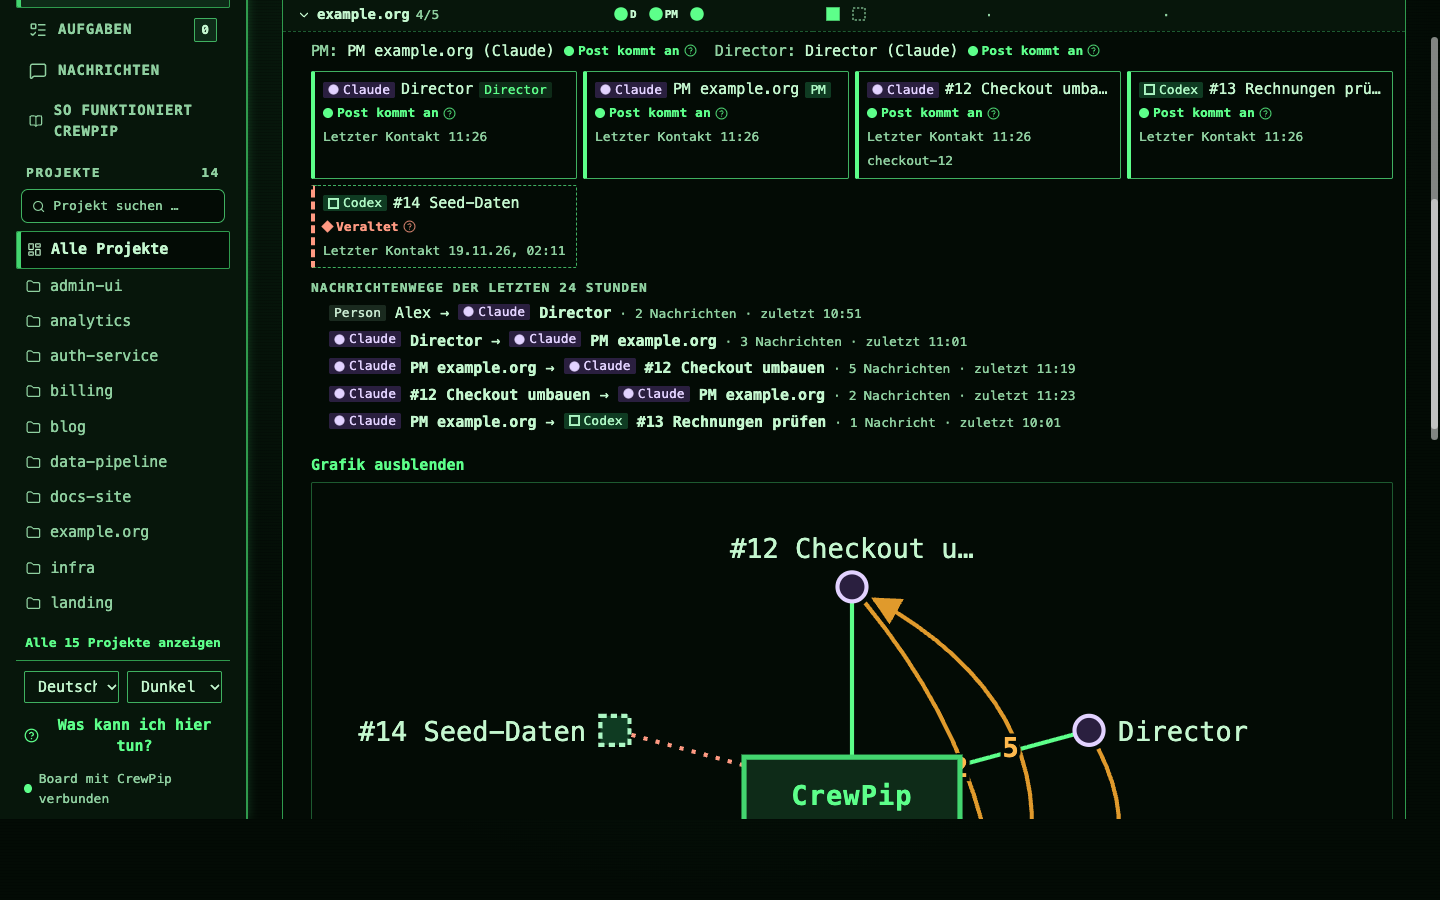 AUFGABEN 0
NACHRICHTEN
SO FUNKTIONIERT
CREWPIP
PROJEKTE 14
Projekt suchen …
Alle Projekte
admin-ui
analytics
auth-service
billing
blog
data-pipeline
docs-site
example.org
infra
landing
Alle 15 Projekte anzeigen
Deutsch Dunkel
Was kann ich hier
tun?
Board mit CrewPip
verbunden
example.org 4/5 D PM
PM: PM example.org (Claude) Post kommt an ? Director: Director (Claude) Post kommt an ?
Claude Director Director
Post kommt an ?
Letzter Kontakt 11:26
Claude PM example.org PM
Post kommt an ?
Letzter Kontakt 11:26
Claude #12 Checkout umba…
Post kommt an ?
Letzter Kontakt 11:26
checkout-12
Codex #13 Rechnungen prü…
Post kommt an ?
Letzter Kontakt 11:26
Codex #14 Seed-Daten
Veraltet ?
Letzter Kontakt 19.11.26, 02:11
NACHRICHTENWEGE DER LETZTEN 24 STUNDEN
Person Alex → Claude Director · 2 Nachrichten · zuletzt 10:51
Claude Director → Claude PM example.org · 3 Nachrichten · zuletzt 11:01
Claude PM example.org → Claude #12 Checkout umbauen · 5 Nachrichten · zuletzt 11:19
Claude #12 Checkout umbauen → Claude PM example.org · 2 Nachrichten · zuletzt 11:23
Claude PM example.org → Codex #13 Rechnungen prüfen · 1 Nachricht · zuletzt 10:01
Grafik ausblenden
#12 Checkout u…
#14 Seed-Daten
5
Director
CrewPip